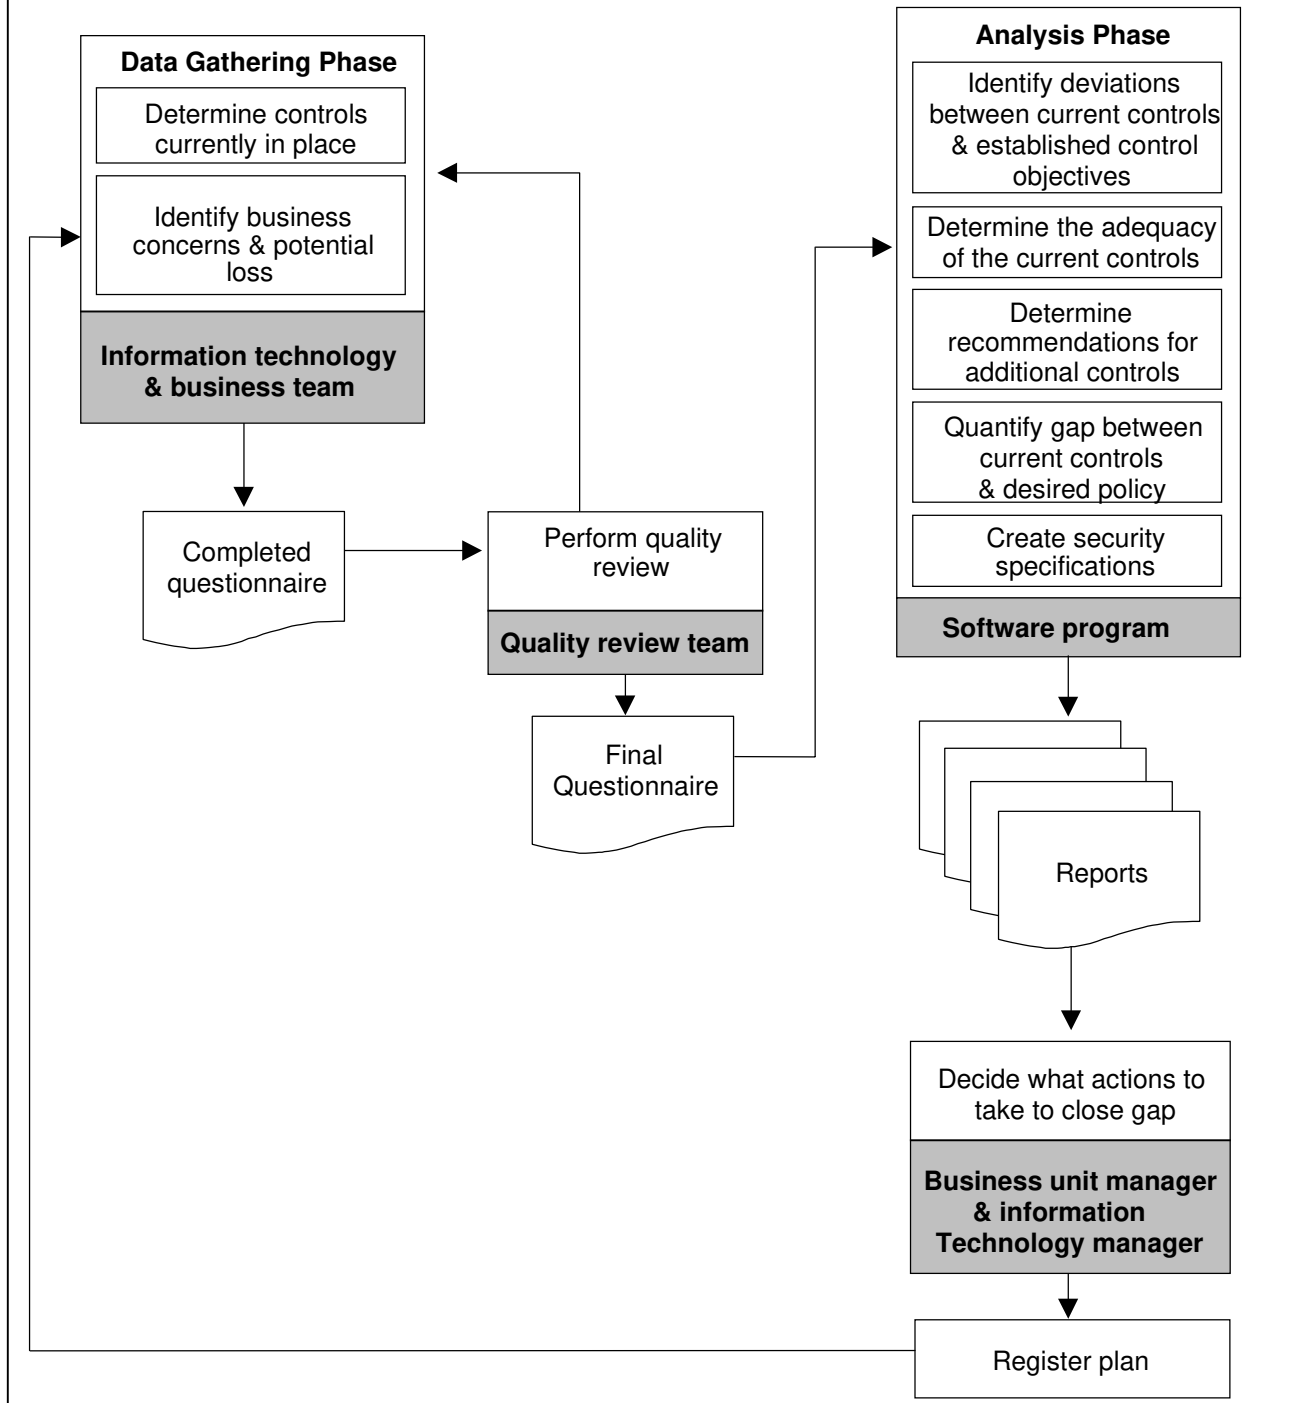 Data Gathering Phase
Determine controls
currently in place
Identify business
concerns & potential
loss
Information technology
& business team
Completed
questionnaire
Perform quality
review
Quality review team
Final
Questionnaire
Analysis Phase
Identify deviations
between current controls
& established control
objectives
Determine the adequacy
of the current controls
Determine
recommendations for
additional controls
Quantify gap between
current controls
& desired policy
Create security
specifications
Software program
Reports
Decide what actions to
take to close gap
Business unit manager
& information
Technology manager
Register plan